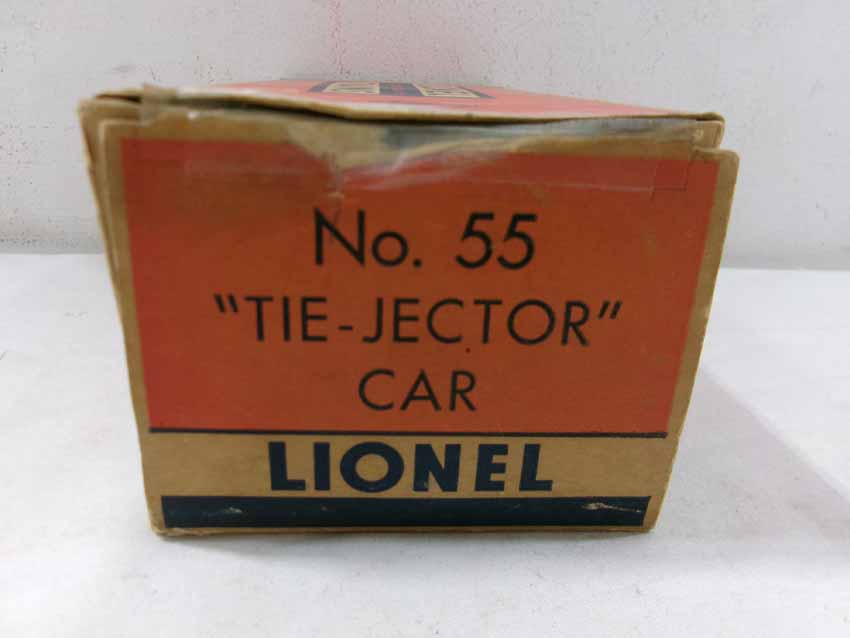 No. 55
"TIE-JECTOR"
CAR
LIONEL